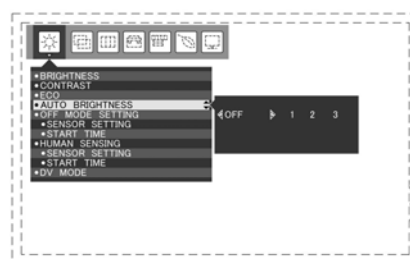 •BRIGHTNESS
•CONTRAST
•ECO
•AUTO BRIGHTNESS
OFF 1 2 3
•OFF MODE SETTING
•SENSOR SETTING
•START TIME
•HUMAN SENSING
•SENSOR SETTING
•START TIME
•DV MODE